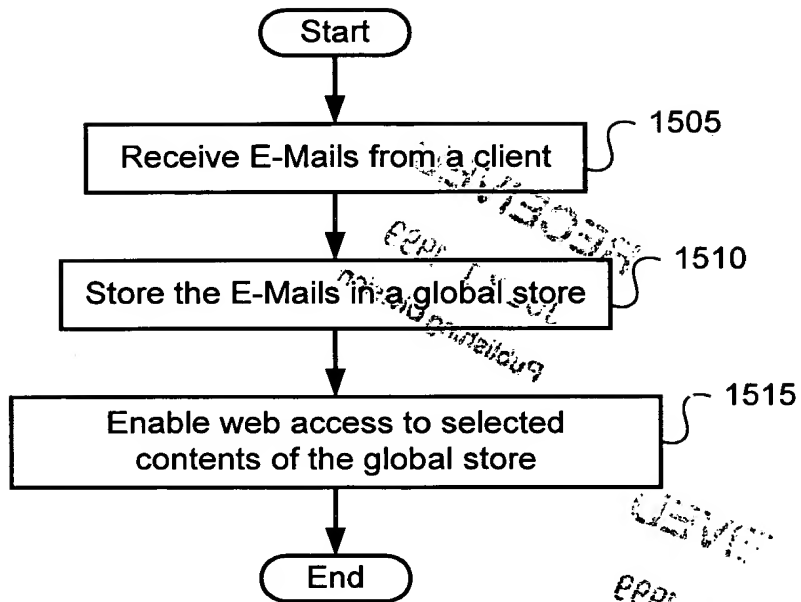 Start
Receive E-Mails from a client
1505
Store the E-Mails in a global store
1510
Enable web access to selected
contents of the global store
1515
End